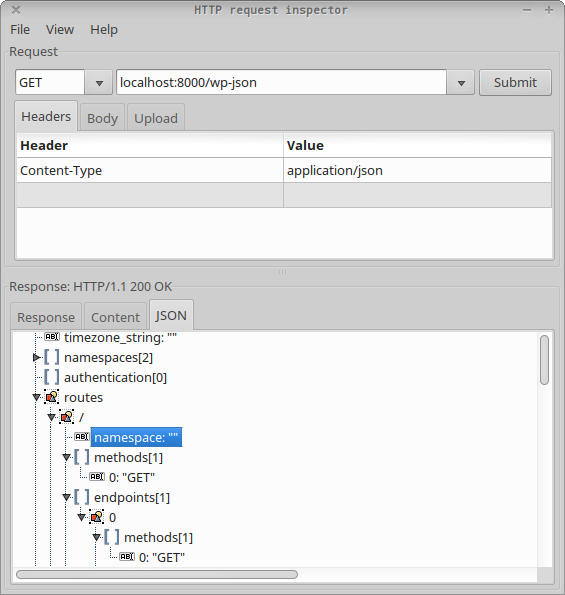 HTTP request inspector
File View Help
Request
GET localhost:8000/wp-json Submit
Headers Body Upload
Header Value
Content-Type application/json
Response: HTTP/1.1 200 OK
Response Content JSON
timezone_string: ""
namespaces[2]
authentication[0]
routes
/
namespace: ""
methods[1]
0: "GET"
endpoints[1]
0
methods[1]
0: "GET"